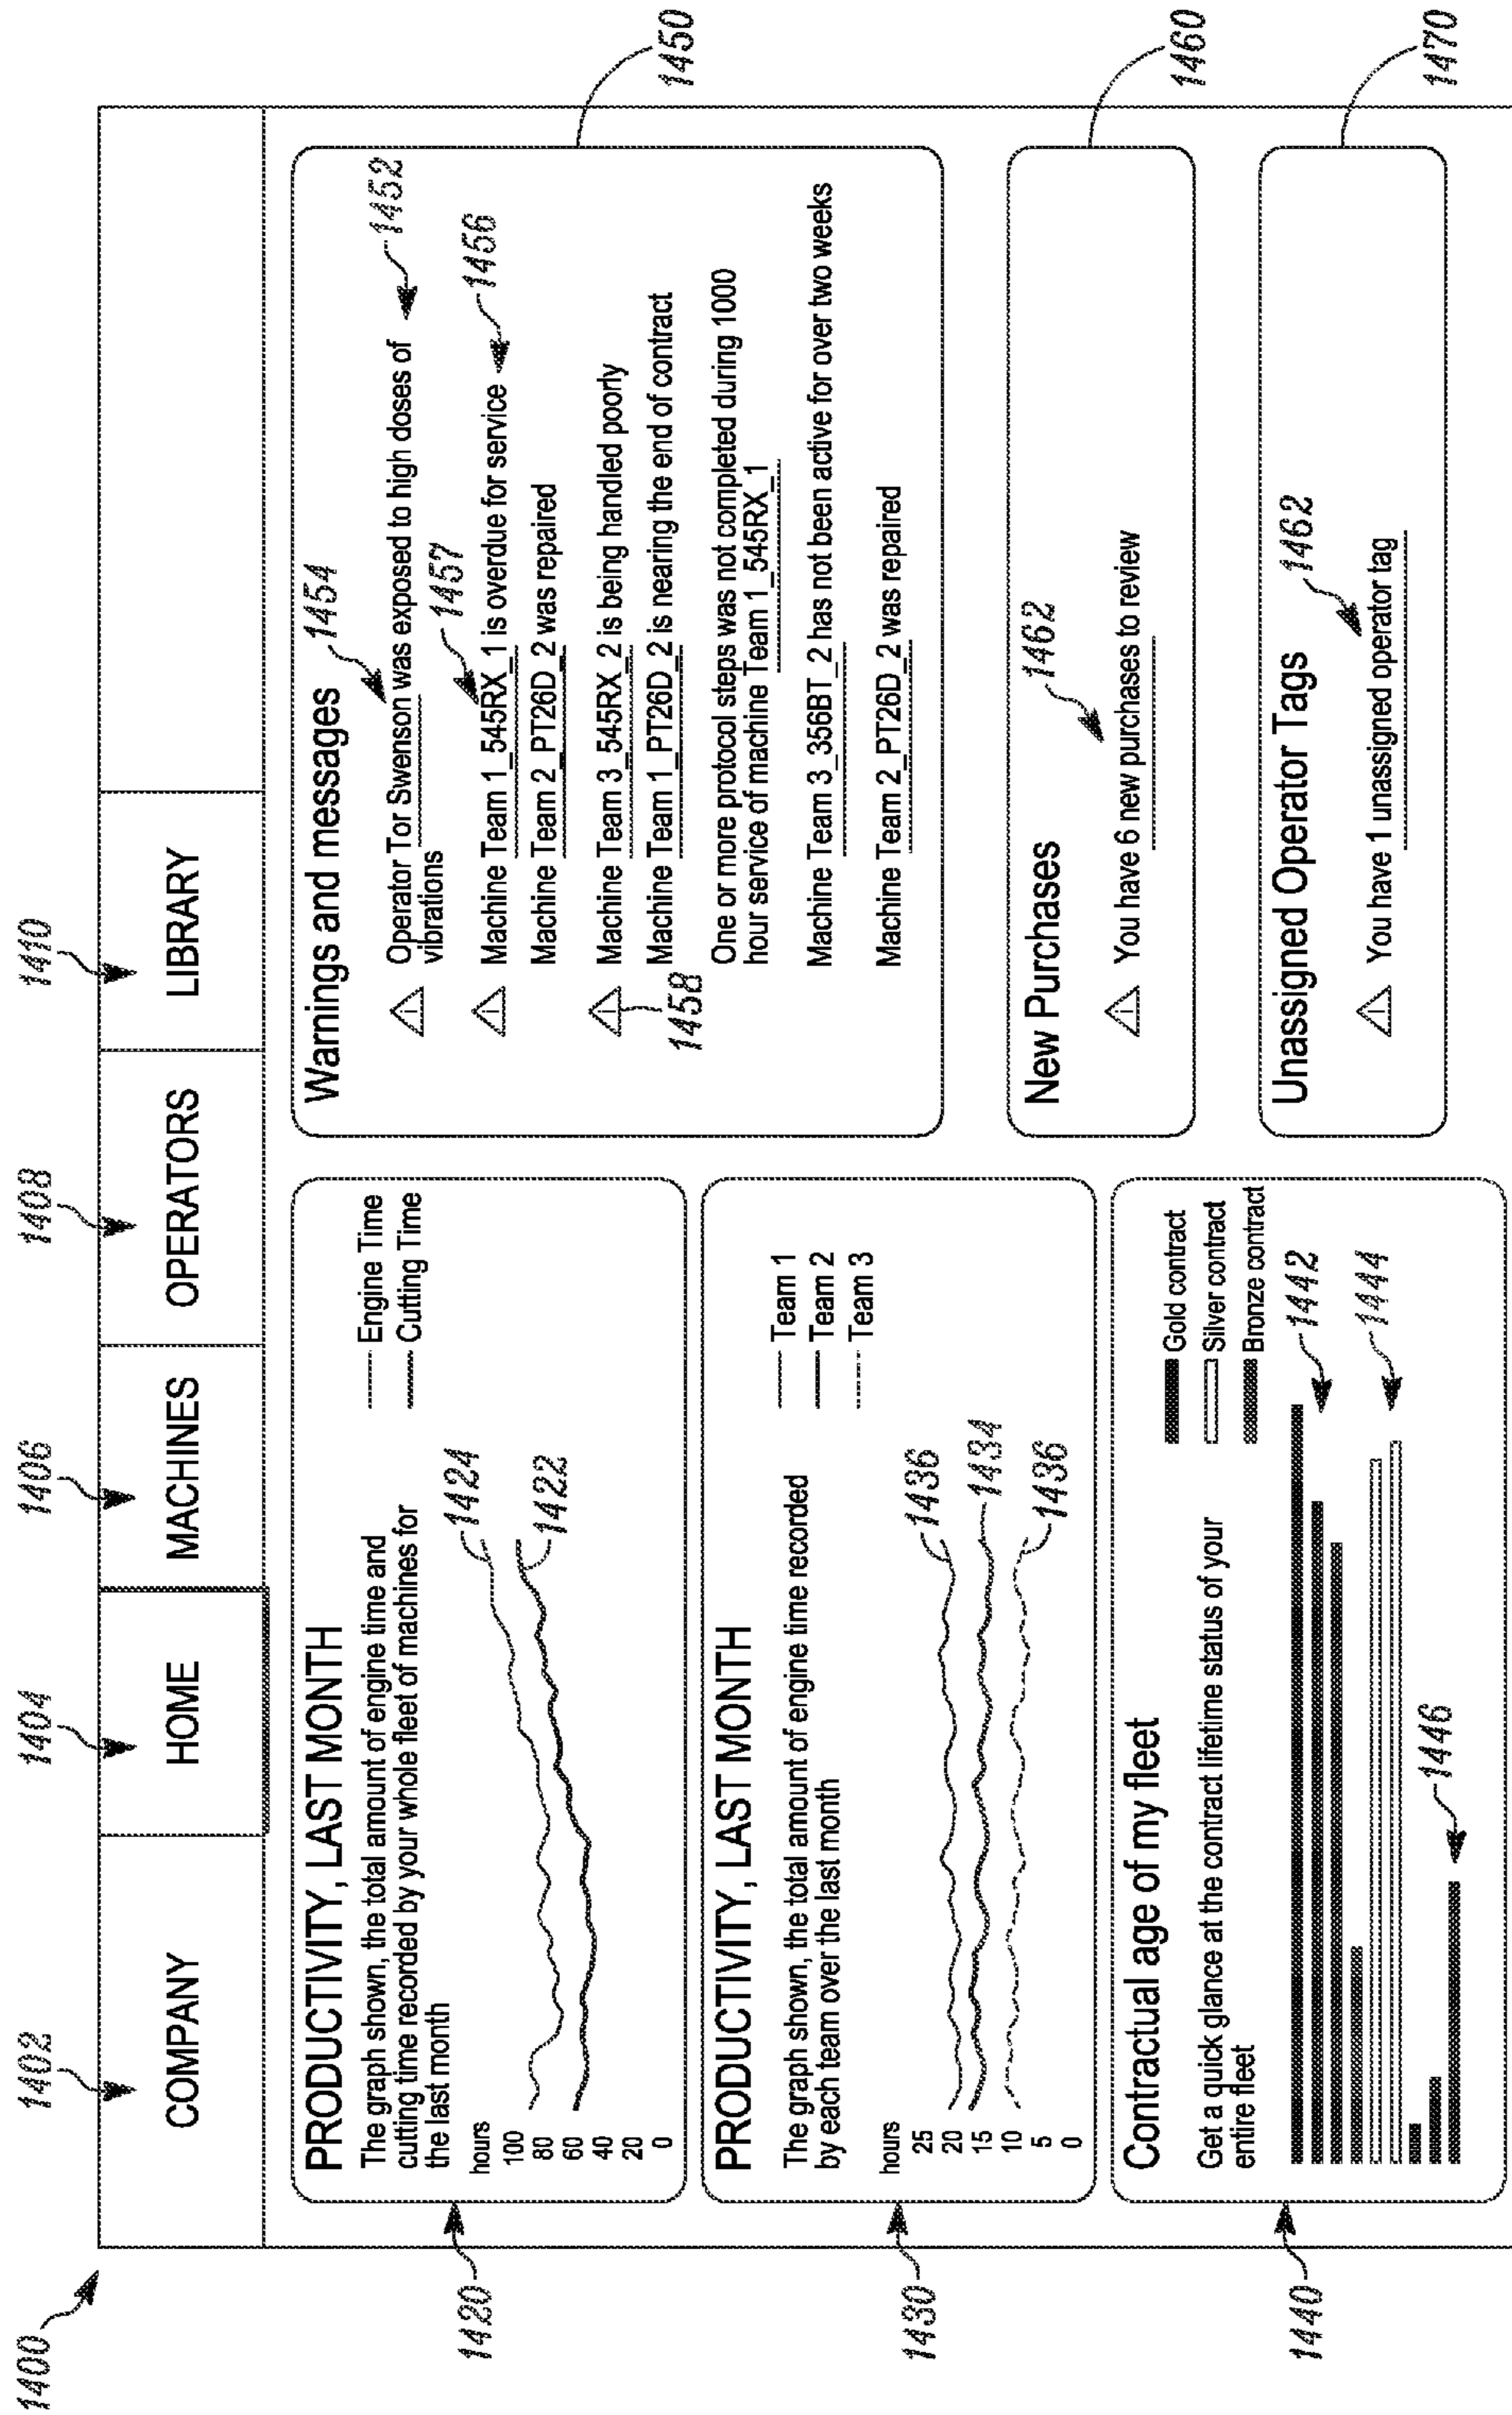 1400
1402
1404
1406
1408
1410
COMPANY
HOME
MACHINES
OPERATORS
LIBRARY
1420
PRODUCTIVITY, LAST MONTH
The graph shown, the total amount of engine time and
cutting time recorded by your whole fleet of machines for
the last month
Engine Time
Cutting Time
hours
100
80
60
40
20
0
1424
1422
1430
PRODUCTIVITY, LAST MONTH
The graph shown, the total amount of engine time recorded
by each team over the last month
Team 1
Team 2
Team 3
hours
25
20
15
10
5
0
1436
1434
1436
1440
Contractual age of my fleet
Get a quick glance at the contract lifetime status of your
entire fleet
Gold contract
Silver contract
Bronze contract
1442
1444
1446
Warnings and messages
1454
1452
Operator Tor Swenson was exposed to high doses of
vibrations
1457
1456
Machine Team 1_545RX_1 is overdue for service
Machine Team 2_PT26D_2 was repaired
Machine Team 3_545RX_2 is being handled poorly
1458
Machine Team 1_PT26D_2 is nearing the end of contract
One or more protocol steps was not completed during 1000
hour service of machine Team 1_545RX_1
Machine Team 3_356BT_2 has not been active for over two weeks
Machine Team 2_PT26D_2 was repaired
1450
New Purchases
1462
You have 6 new purchases to review
1460
Unassigned Operator Tags
1462
You have 1 unassigned operator tag
1470